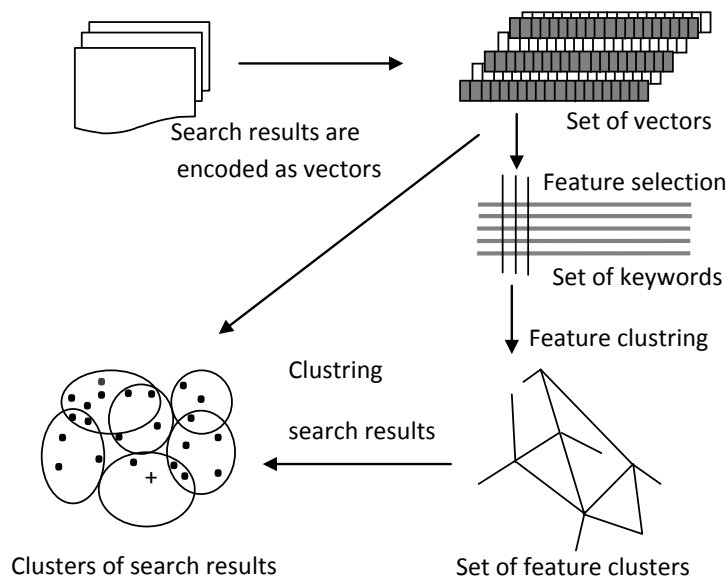 Search results are
encoded as vectors
Set of vectors
Feature selection
Set of keywords
Feature clustring
Clustring
search results
Clusters of search results
Set of feature clusters